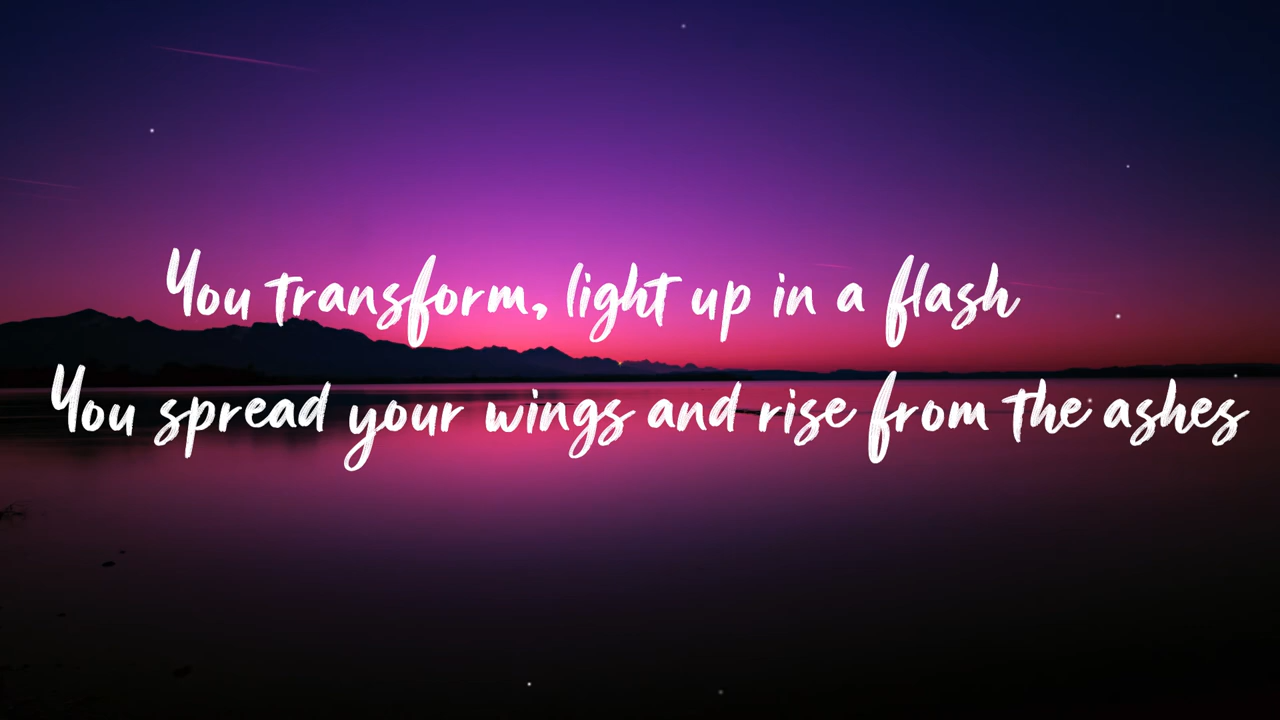 You transform, light up in a flash
You spread your wings and rise from the ashes